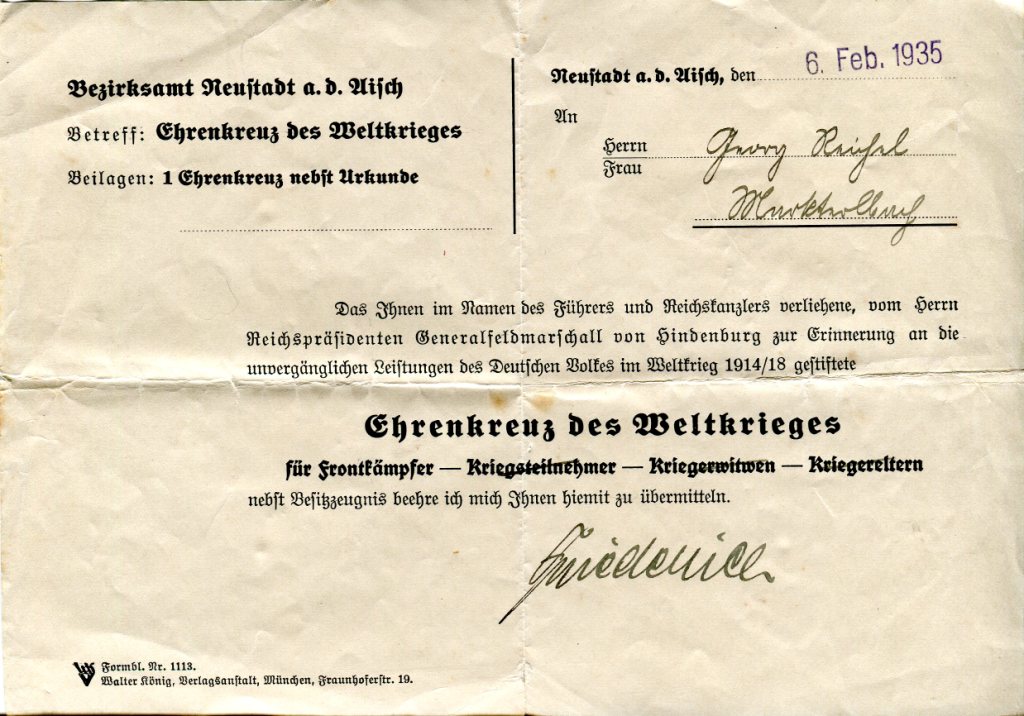 Bezirksamt Neustadt a. d. Aisch
Betreff: Ehrenkreuz des Weltkrieges
Beilagen: 1 Ehrenkreuz nebst Urkunde
Neustadt a. d. Aisch, den 6. Feb. 1935
An
Herrn Georg Reichel
Frau
Markterlbach
Das Ihnen im Namen des Führers und Reichskanzlers verliehene, vom Herrn
Reichspräsidenten Generalfeldmarschall von Hindenburg zur Erinnerung an die
unvergänglichen Leistungen des Deutschen Volkes im Weltkrieg 1914/18 gestiftete
Ehrenkreuz des Weltkrieges
für Frontkämpfer — Kriegsteilnehmer — Kriegerwitwen — Kriegereltern
nebst Besitzzeugnis beehre ich mich Ihnen hiemit zu übermitteln.
Formbl. Nr. 1113.
Walter König, Verlagsanstalt, München, Fraunhoferstr. 19.